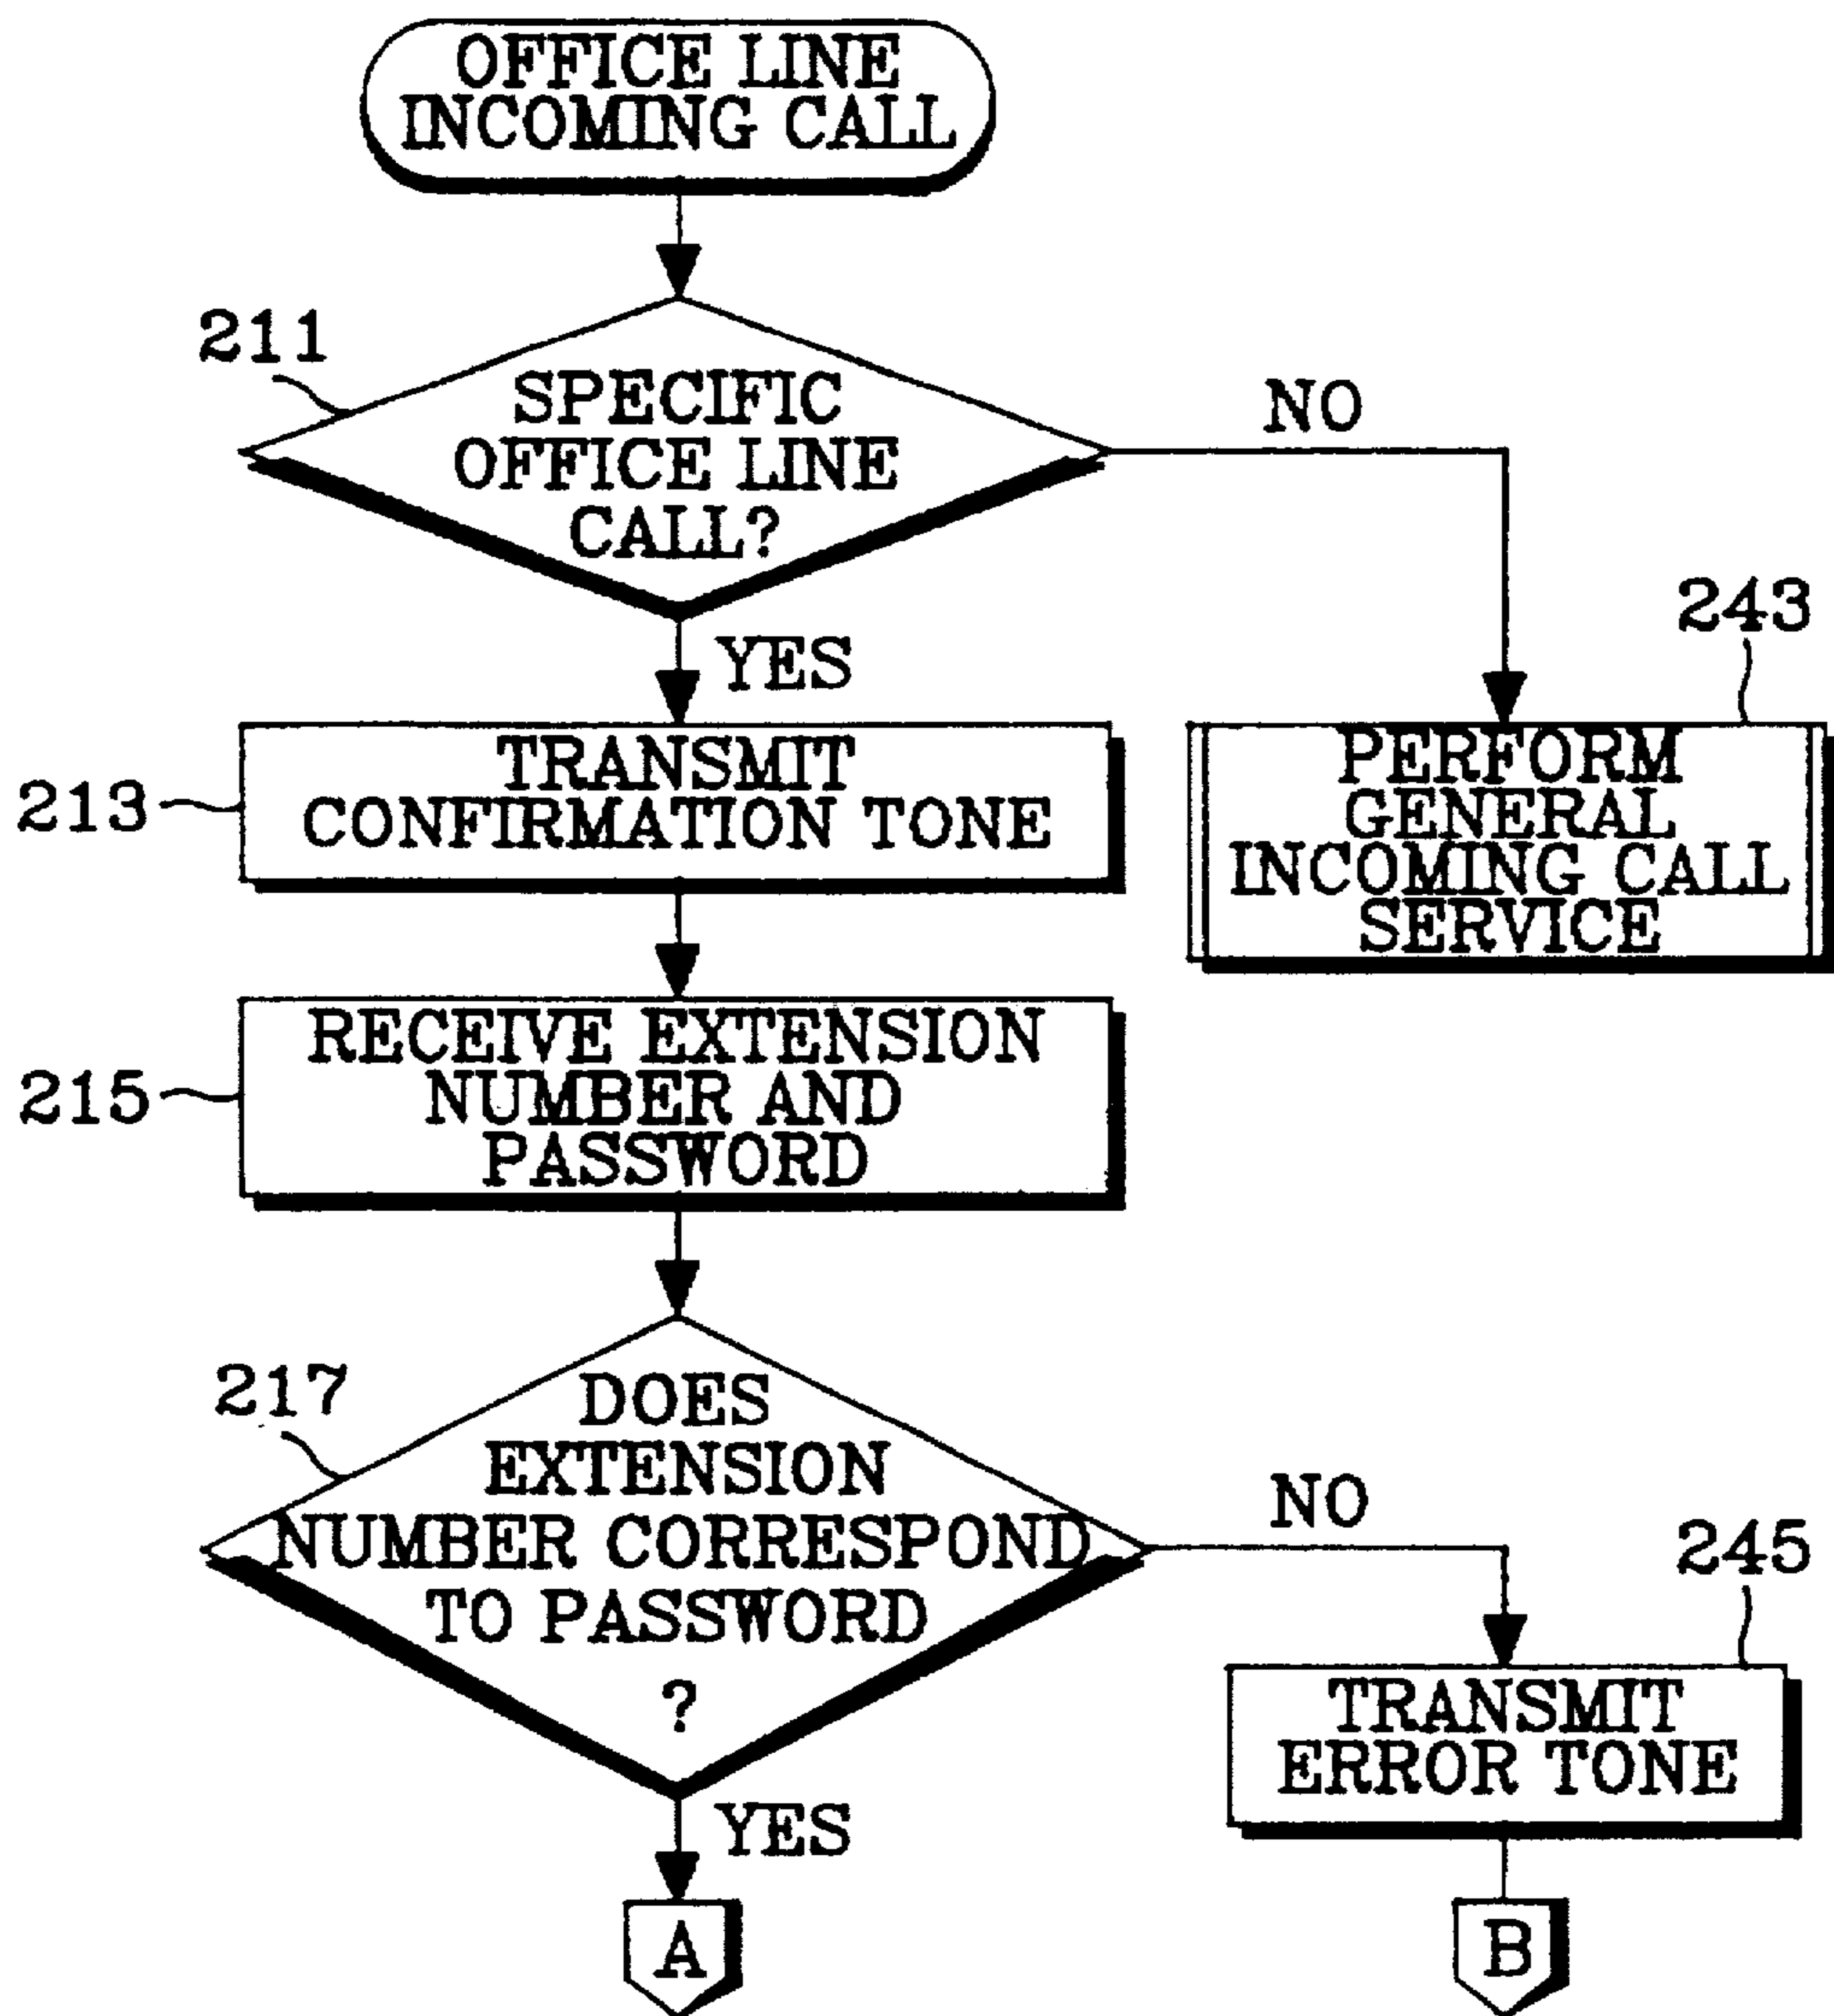 OFFICE LINE
INCOMING CALL
211
SPECIFIC
OFFICE LINE
CALL?
NO
YES
243
213
TRANSMIT
CONFIRMATION TONE
PERFORM
GENERAL
INCOMING CALL
SERVICE
215
RECEIVE EXTENSION
NUMBER AND
PASSWORD
217
DOES
EXTENSION
NUMBER CORRESPOND
TO PASSWORD
?
NO
YES
245
TRANSMIT
ERROR TONE
A
B